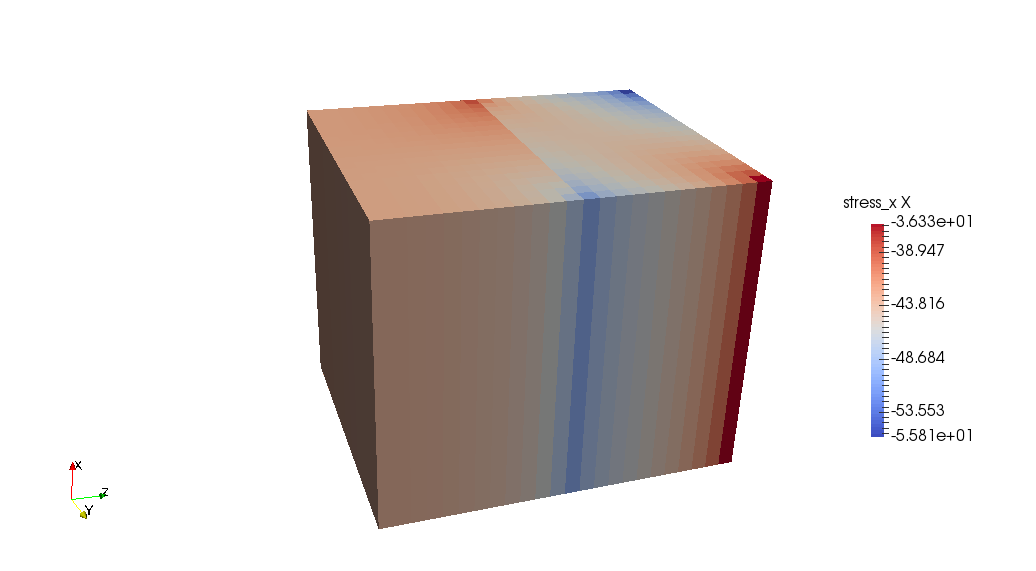 stress_x X
-3.633e+01
-38.947
-43.816
-48.684
-53.553
-5.581e+01
X
Z
Y